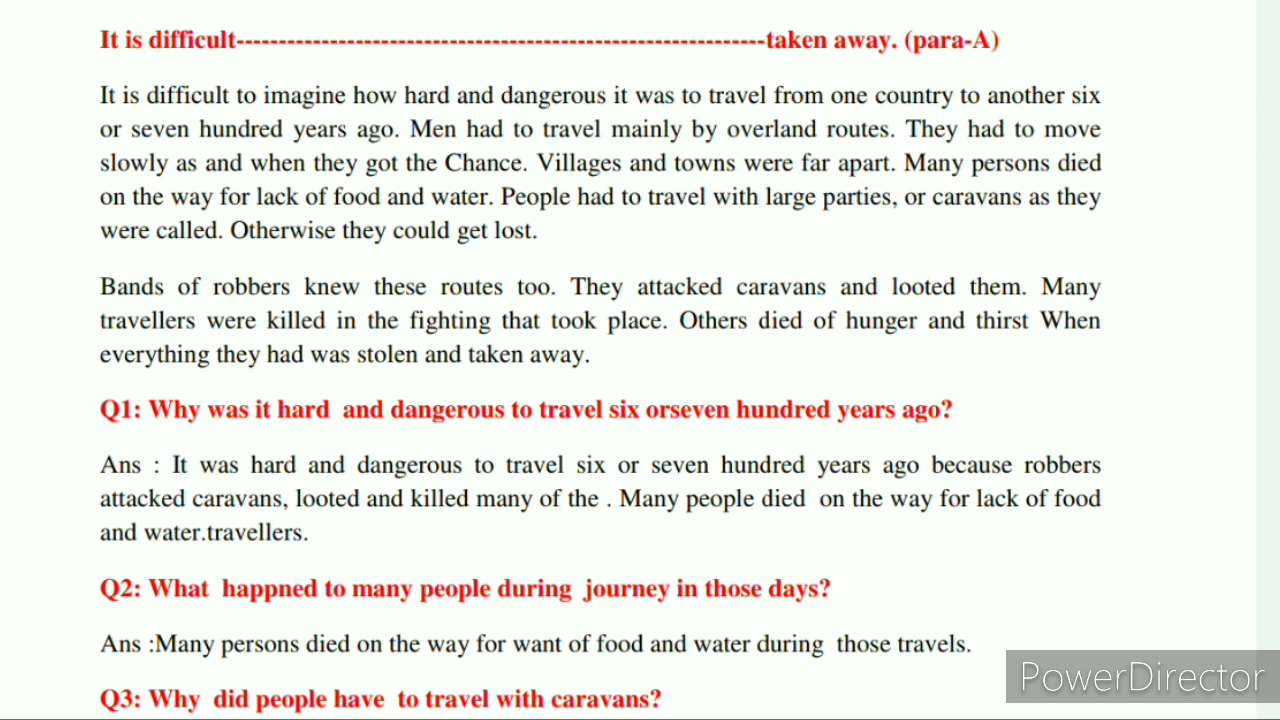 It is difficult---------------------------------------------------------------taken away. (para-A)
It is difficult to imagine how hard and dangerous it was to travel from one country to another six
or seven hundred years ago. Men had to travel mainly by overland routes. They had to move
slowly as and when they got the Chance. Villages and towns were far apart. Many persons died
on the way for lack of food and water. People had to travel with large parties, or caravans as they
were called. Otherwise they could get lost.
Bands of robbers knew these routes too. They attacked caravans and looted them. Many
travellers were killed in the fighting that took place. Others died of hunger and thirst When
everything they had was stolen and taken away.
Q1: Why was it hard and dangerous to travel six orseven hundred years ago?
Ans : It was hard and dangerous to travel six or seven hundred years ago because robbers
attacked caravans, looted and killed many of the . Many people died on the way for lack of food
and water.travellers.
Q2: What happned to many people during journey in those days?
Ans :Many persons died on the way for want of food and water during those travels.
Q3: Why did people have to travel with caravans?
PowerDirector